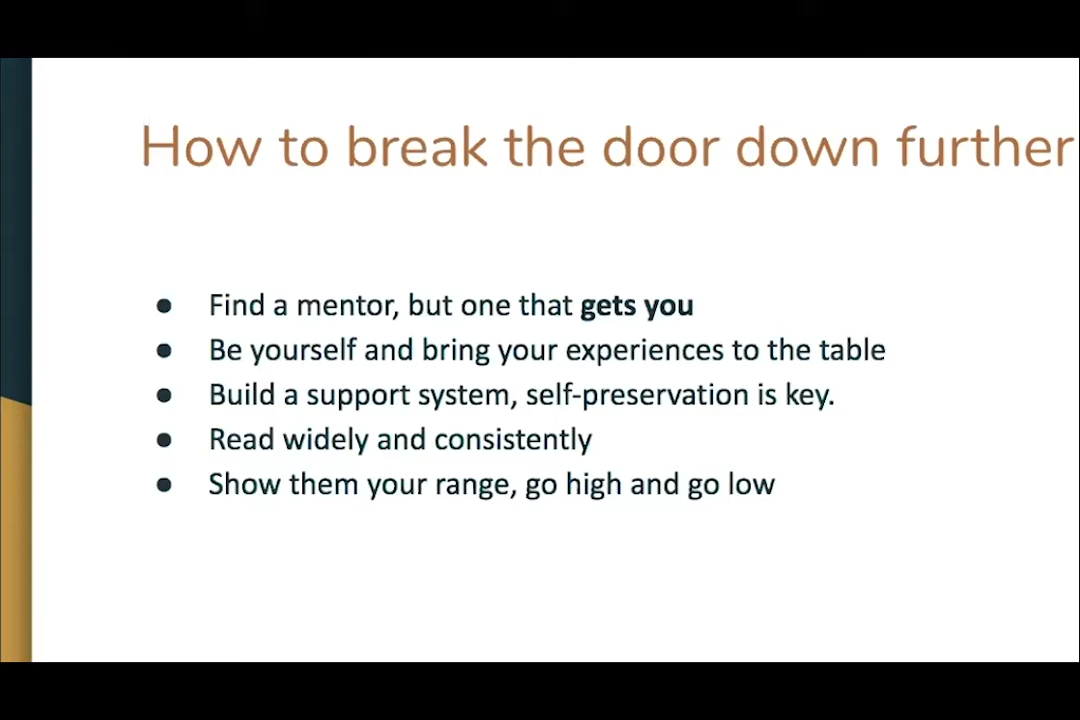 How to break the door down further
● Find a mentor, but one that gets you
● Be yourself and bring your experiences to the table
● Build a support system, self-preservation is key.
● Read widely and consistently
● Show them your range, go high and go low